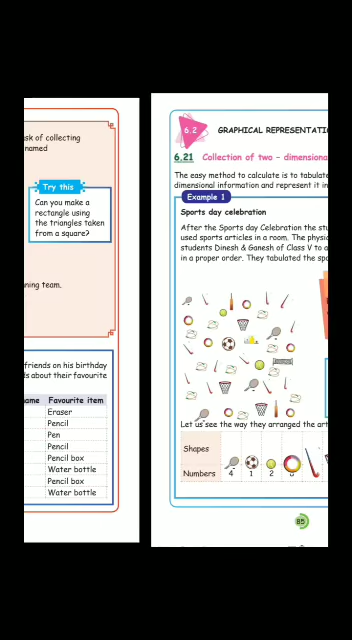 ask of collecting
named
Try this
Can you make a
rectangle using
the triangles taken
from a square?
ning team.
friends on his birthday
s about their favourite
name Favourite item
Eraser
Pencil
Pen
Pencil
Pencil box
Water bottle
Pencil box
Water bottle
6.2 GRAPHICAL REPRESENTATI
6.21 Collection of two - dimensiona
The easy method to calculate is to tabulate
dimensional information and represent it in
Example 1
Sports day celebration
After the Sports day Celebration the stu
used sports articles in a room. The physic
students Dinesh & Ganesh of Class V to a
in a proper order. They tabulated the spo
Let us see the way they arranged the art
Shapes
Numbers 4 1 2
85